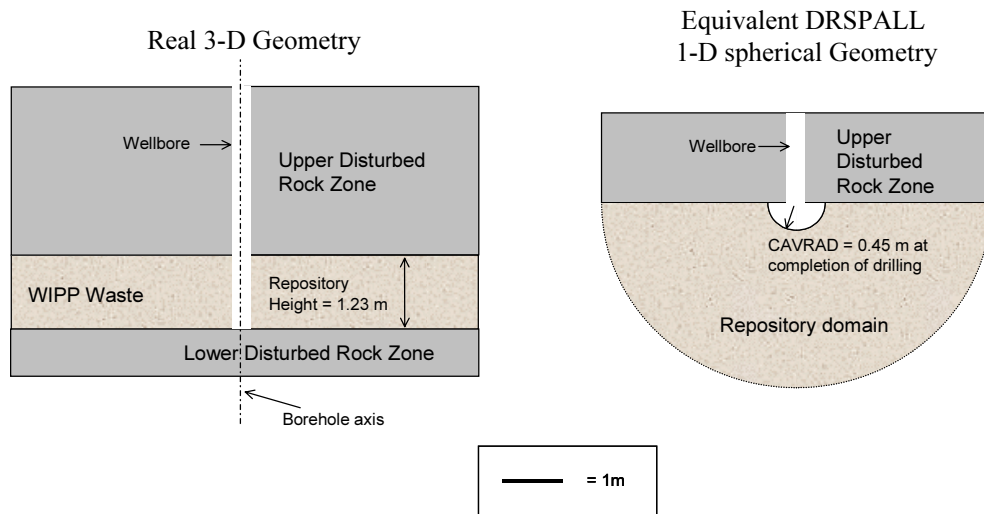 Real 3-D Geometry
Wellbore
Upper Disturbed
Rock Zone
WIPP Waste
Repository
Height = 1.23 m
Lower Disturbed Rock Zone
Borehole axis
Equivalent DRSPALL
1-D spherical Geometry
Wellbore
Upper
Disturbed
Rock Zone
CAVRAD = 0.45 m at
completion of drilling
Repository domain
= 1m